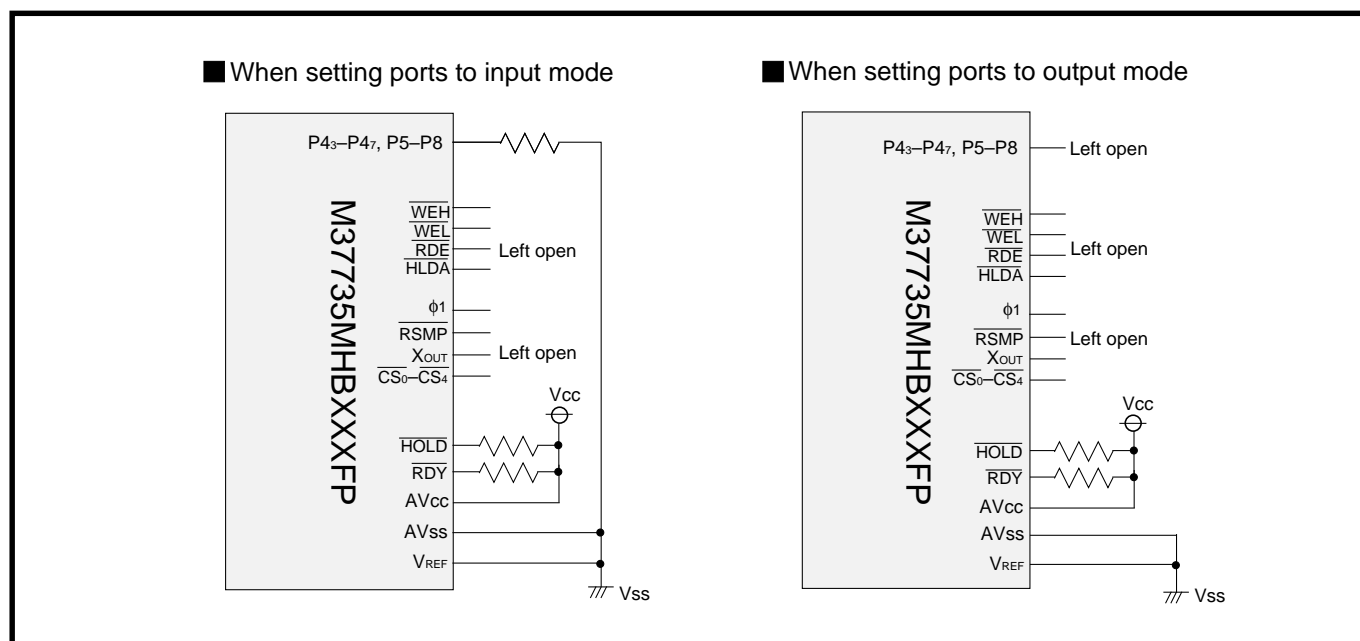 ■ When setting ports to input mode
P43–P47, P5–P8
M37735MHBXXXFP
WEH
WEL
RDE
HLDA
Left open
ϕ1
RSMP
XOUT
CS0–CS4
Left open
Vcc
HOLD
RDY
AVcc
AVss
VREF
Vss
■ When setting ports to output mode
P43–P47, P5–P8
Left open
M37735MHBXXXFP
WEH
WEL
RDE
HLDA
Left open
ϕ1
RSMP
XOUT
CS0–CS4
Left open
Vcc
HOLD
RDY
AVcc
AVss
VREF
Vss